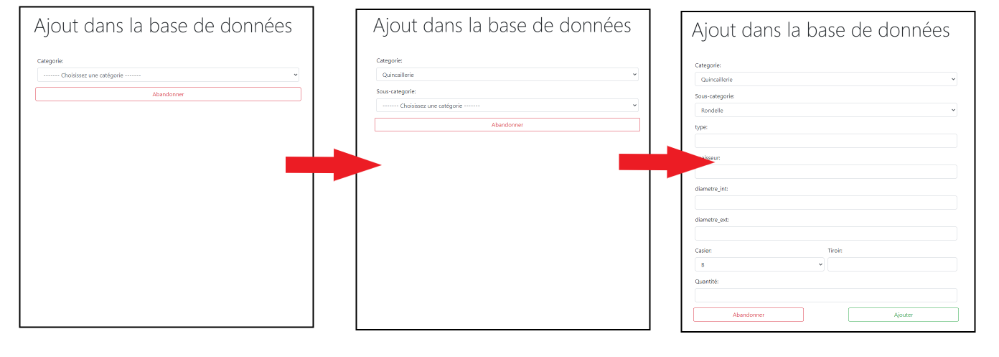 Ajout dans la base de données
Categorie:
------- Choisissez une catégorie -------
Abandonner
Ajout dans la base de données
Categorie:
Quincaillerie
Sous-categorie:
------- Choisissez une catégorie -------
Abandonner
Ajout dans la base de données
Categorie:
Quincaillerie
Sous-categorie:
Rondelle
type:
diametre_int:
diametre_ext:
Casier: Tiroir:
B
Quantité:
Abandonner Ajouter